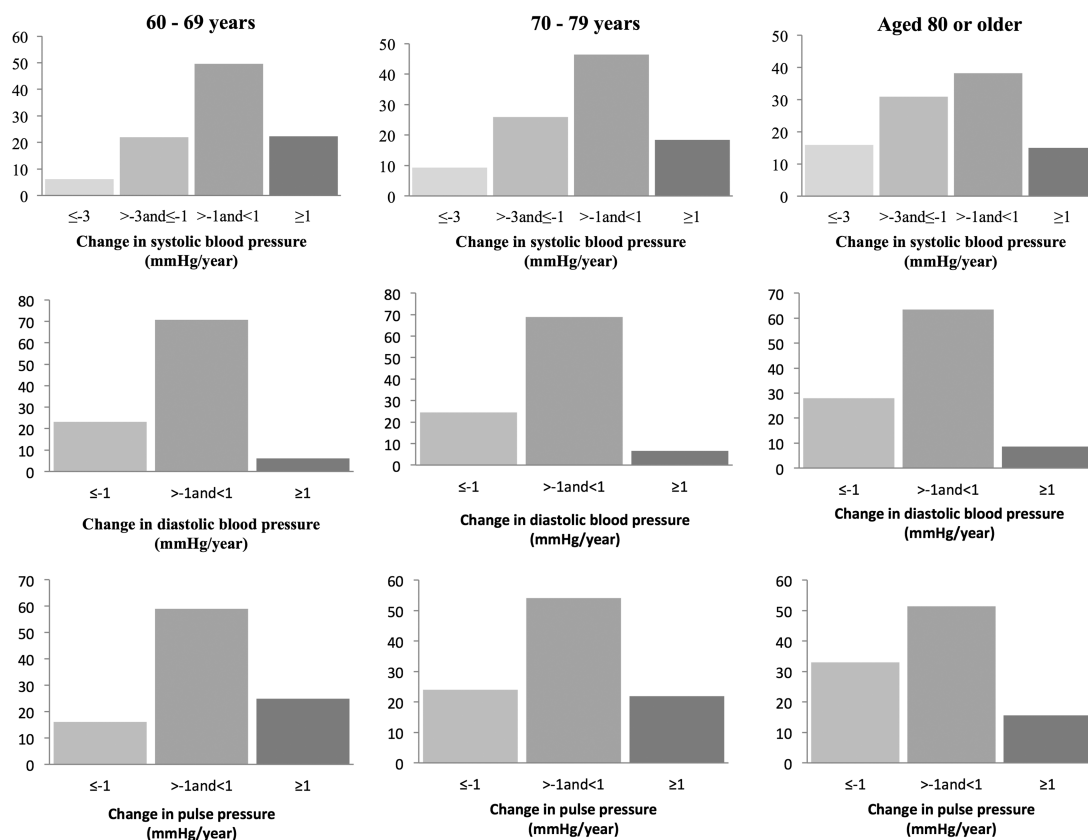 60 - 69 years
60
50
40
30
20
10
0
≤-3 >-3and≤-1 >-1and<1 ≥1
Change in systolic blood pressure
(mmHg/year)
70 - 79 years
50
40
30
20
10
0
≤-3 >-3and≤-1 >-1and<1 ≥1
Change in systolic blood pressure
(mmHg/year)
Aged 80 or older
50
40
30
20
10
0
≤-3 >-3and≤-1 >-1and<1 ≥1
Change in systolic blood pressure
(mmHg/year)
80
70
60
50
40
30
20
10
0
≤-1 >-1and<1 ≥1
Change in diastolic blood pressure
(mmHg/year)
80
70
60
50
40
30
20
10
0
≤-1 >-1and<1 ≥1
Change in diastolic blood pressure
(mmHg/year)
70
60
50
40
30
20
10
0
≤-1 >-1and<1 ≥1
Change in diastolic blood pressure
(mmHg/year)
70
60
50
40
30
20
10
0
≤-1 >-1and<1 ≥1
Change in pulse pressure
(mmHg/year)
60
50
40
30
20
10
0
≤-1 >-1and<1 ≥1
Change in pulse pressure
(mmHg/year)
60
50
40
30
20
10
0
≤-1 >-1and<1 ≥1
Change in pulse pressure
(mmHg/year)